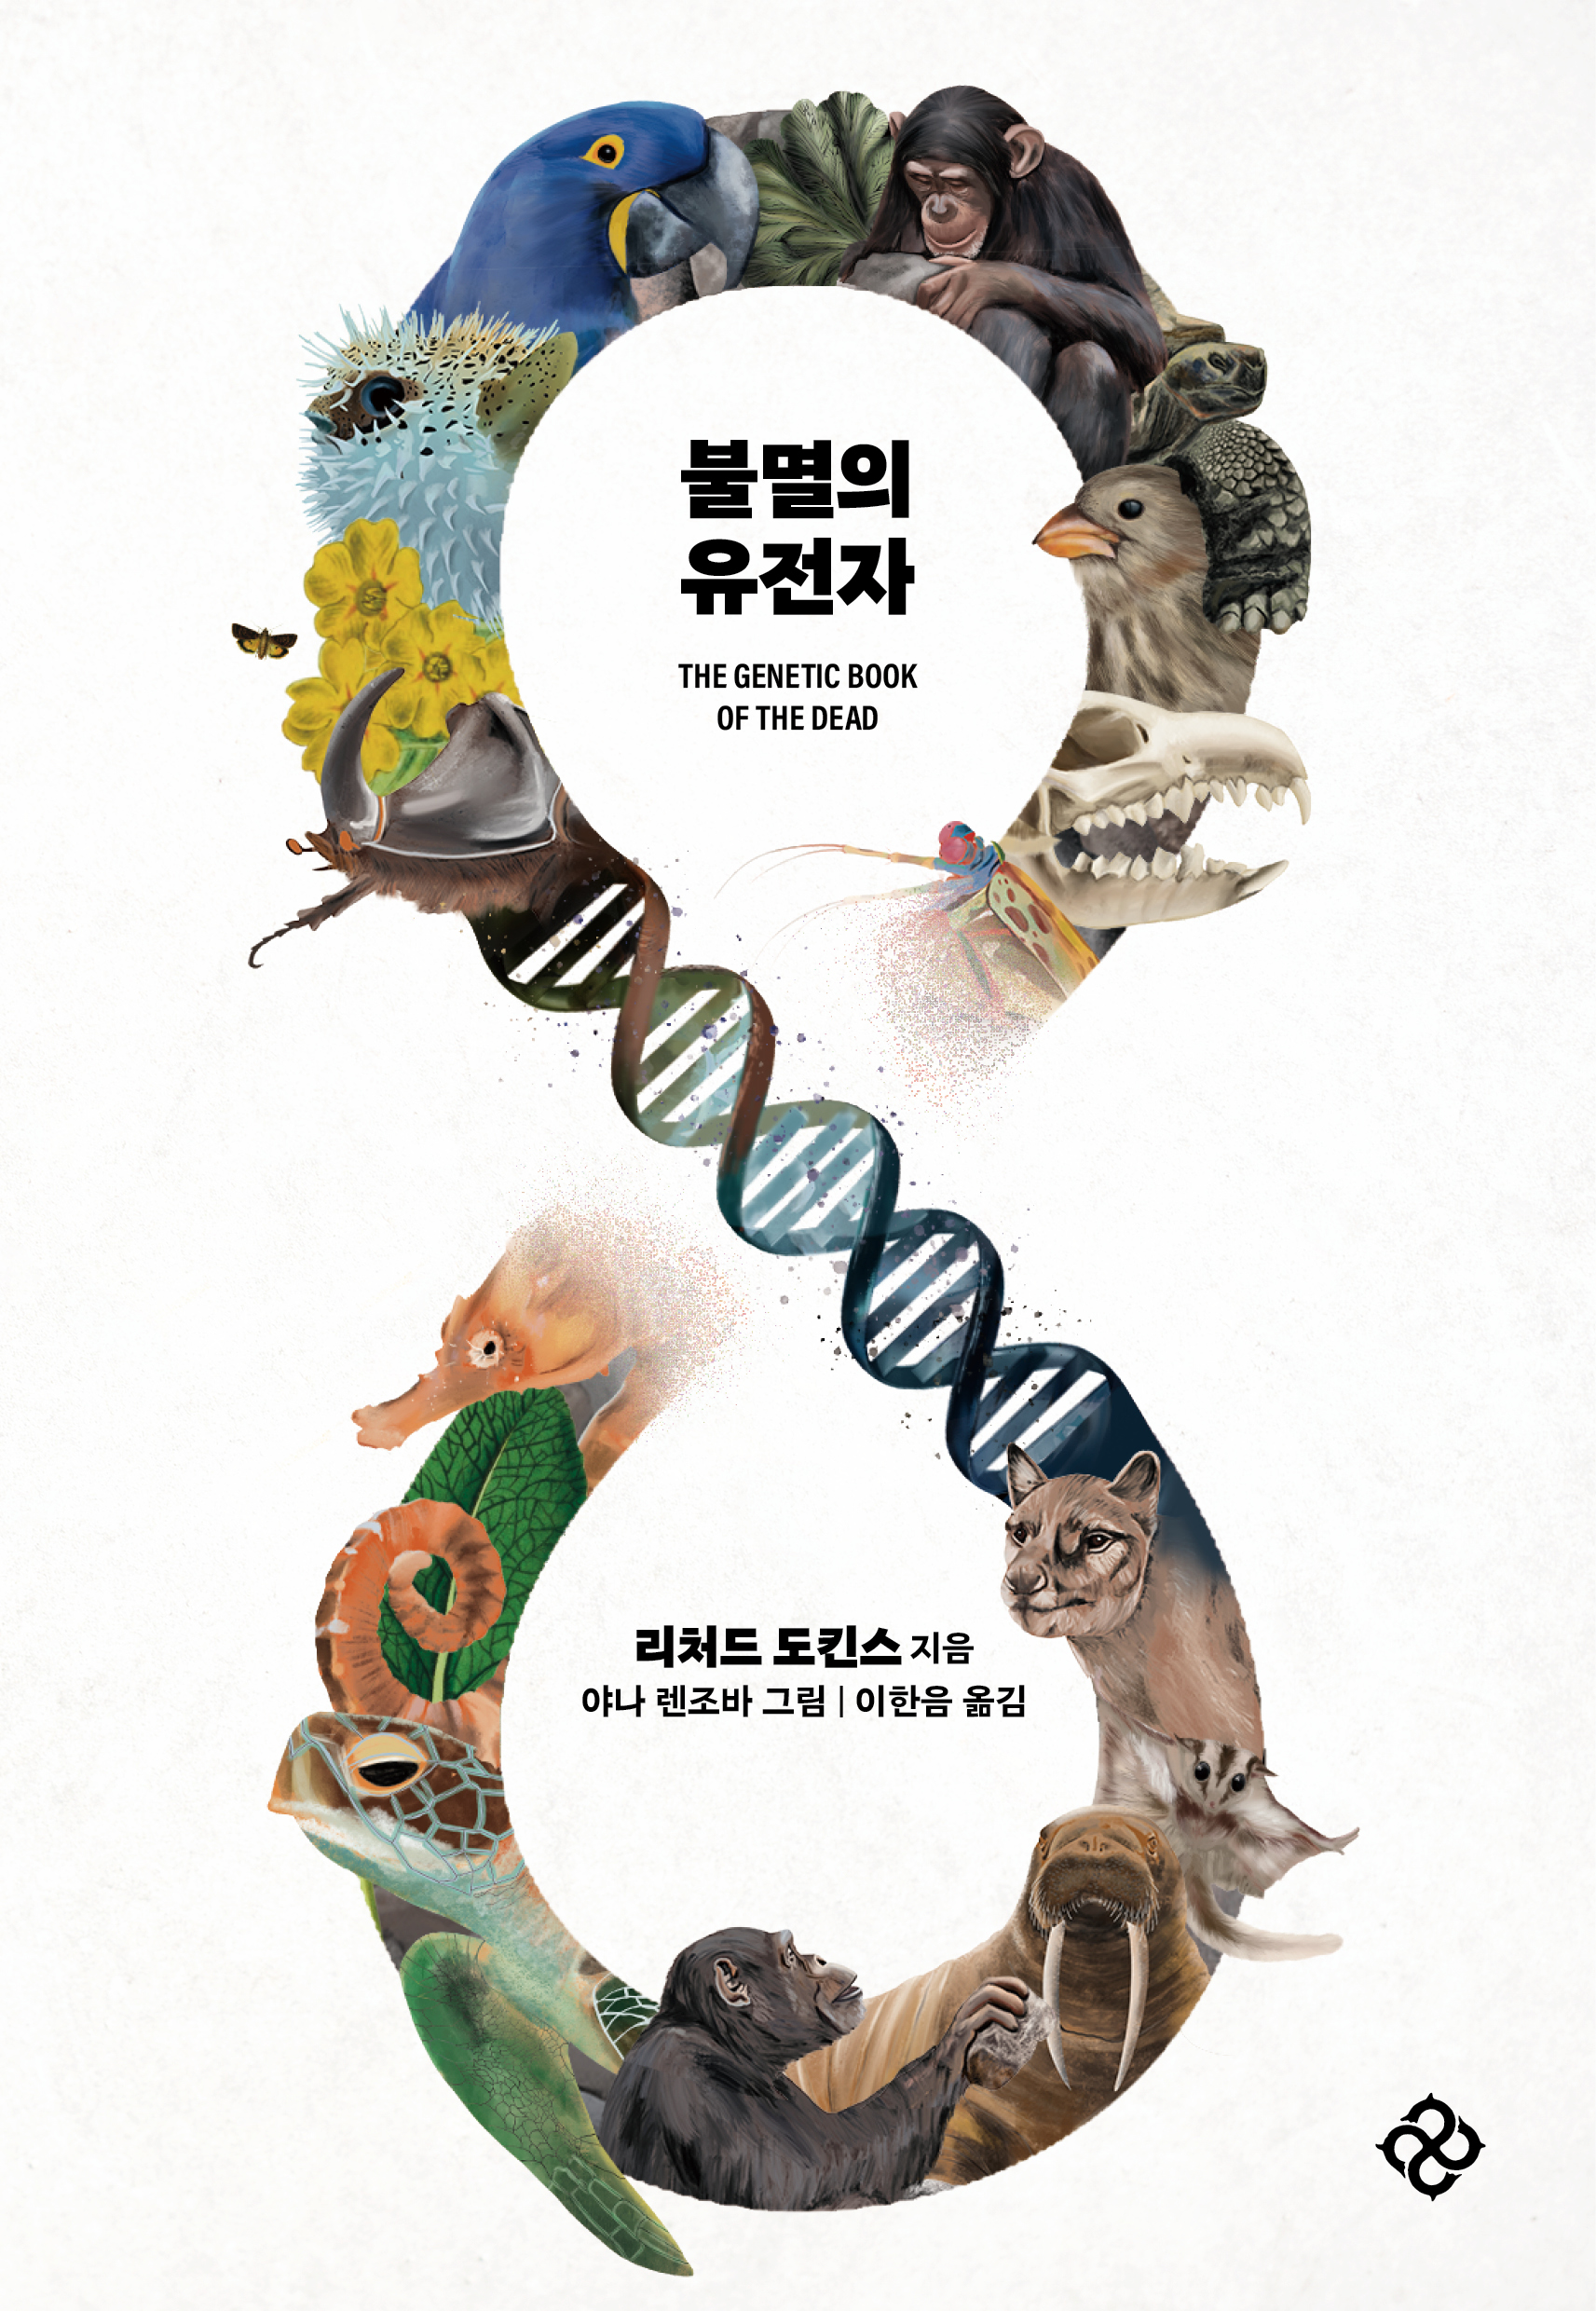 불멸의
유전자
THE GENETIC BOOK
OF THE DEAD
리처드 도킨스 지음
야나 렌조바 그림 | 이한음 옮김